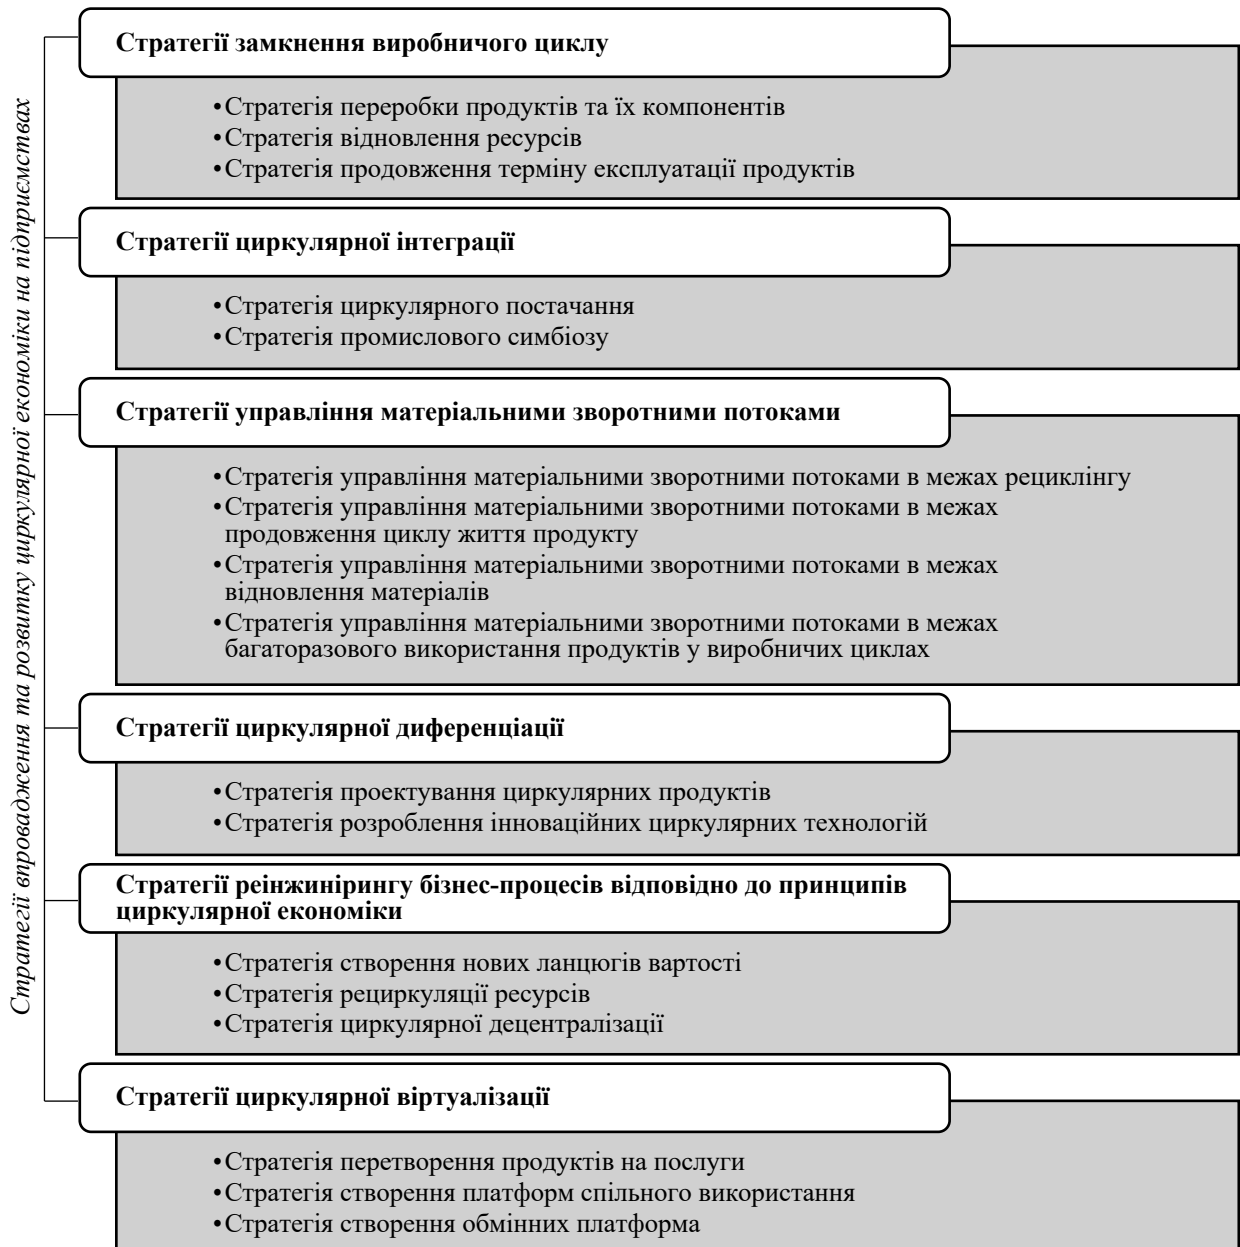 Стратегії впровадження та розвитку циркулярної економіки на підприємствах
Стратегії замкнення виробничого циклу
•Стратегія переробки продуктів та їх компонентів
•Стратегія відновлення ресурсів
•Стратегія продовження терміну експлуатації продуктів
Стратегії циркулярної інтеграції
•Стратегія циркулярного постачання
•Стратегія промислового симбіозу
Стратегії управління матеріальними зворотними потоками
•Стратегія управління матеріальними зворотними потоками в межах рециклінгу
•Стратегія управління матеріальними зворотними потоками в межах
продовження циклу життя продукту
•Стратегія управління матеріальними зворотними потоками в межах
відновлення матеріалів
•Стратегія управління матеріальними зворотними потоками в межах
багаторазового використання продуктів у виробничих циклах
Стратегії циркулярної диференціації
•Стратегія проектування циркулярних продуктів
•Стратегія розроблення інноваційних циркулярних технологій
Стратегії реінжинірингу бізнес-процесів відповідно до принципів
циркулярної економіки
•Стратегія створення нових ланцюгів вартості
•Стратегія рециркуляції ресурсів
•Стратегія циркулярної децентралізації
Стратегії циркулярної віртуалізації
•Стратегія перетворення продуктів на послуги
•Стратегія створення платформ спільного використання
•Стратегія створення обмінних платформа